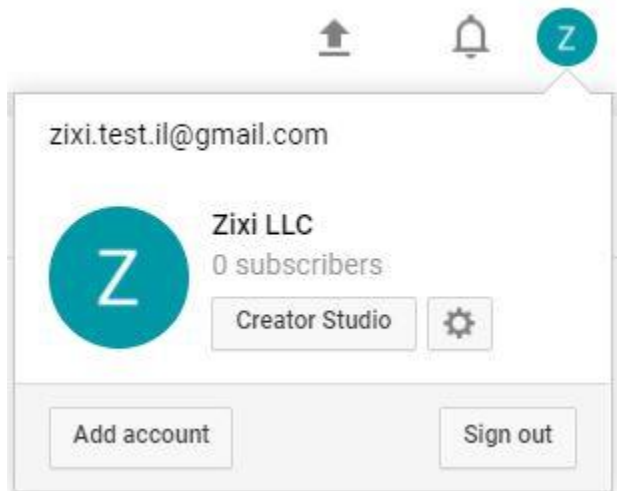 Z
zixi.test.il@gmail.com
Z
Zixi LLC
0 subscribers
Creator Studio
Add account
Sign out